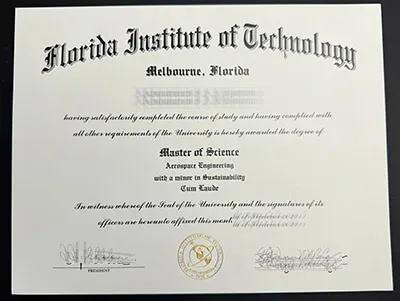 Florida Institute of Technology
Melbourne, Florida
having satisfactorily completed the course of study and having complied with
all other requirements of the University is hereby awarded the degree of
Master of Science
Aerospace Engineering
with a minor in Sustainability
Cum Laude
In witness whereof the Seal of the University and the signatures of its
officers are hereunto affixed this month
PRESIDENT